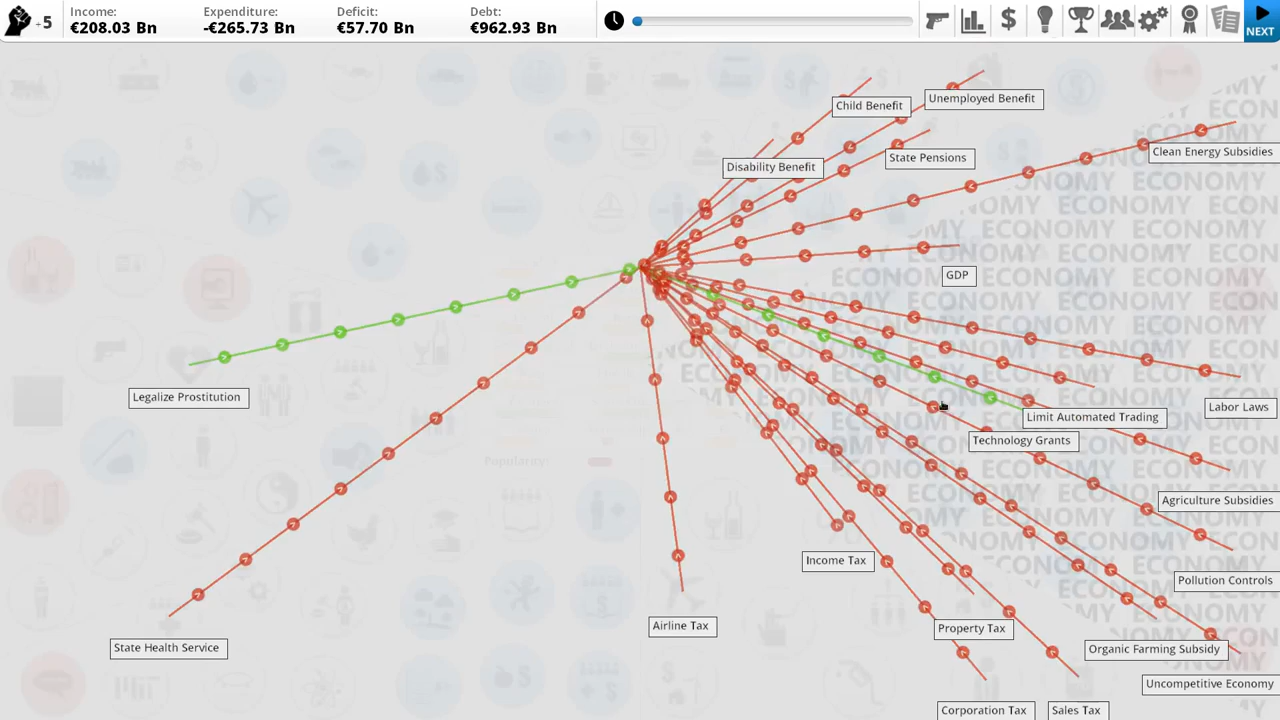 +5
Income:
€208.03 Bn
Expenditure:
-€265.73 Bn
Deficit:
€57.70 Bn
Debt:
€962.93 Bn
NEXT
Child Benefit
Unemployed Benefit
Disability Benefit
State Pensions
Clean Energy Subsidies
GDP
Legalize Prostitution
Labor Laws
Limit Automated Trading
Technology Grants
Agriculture Subsidies
Popularity:
Income Tax
Pollution Controls
Airline Tax
Property Tax
State Health Service
Organic Farming Subsidy
Uncompetitive Economy
Corporation Tax
Sales Tax
ECONOMY